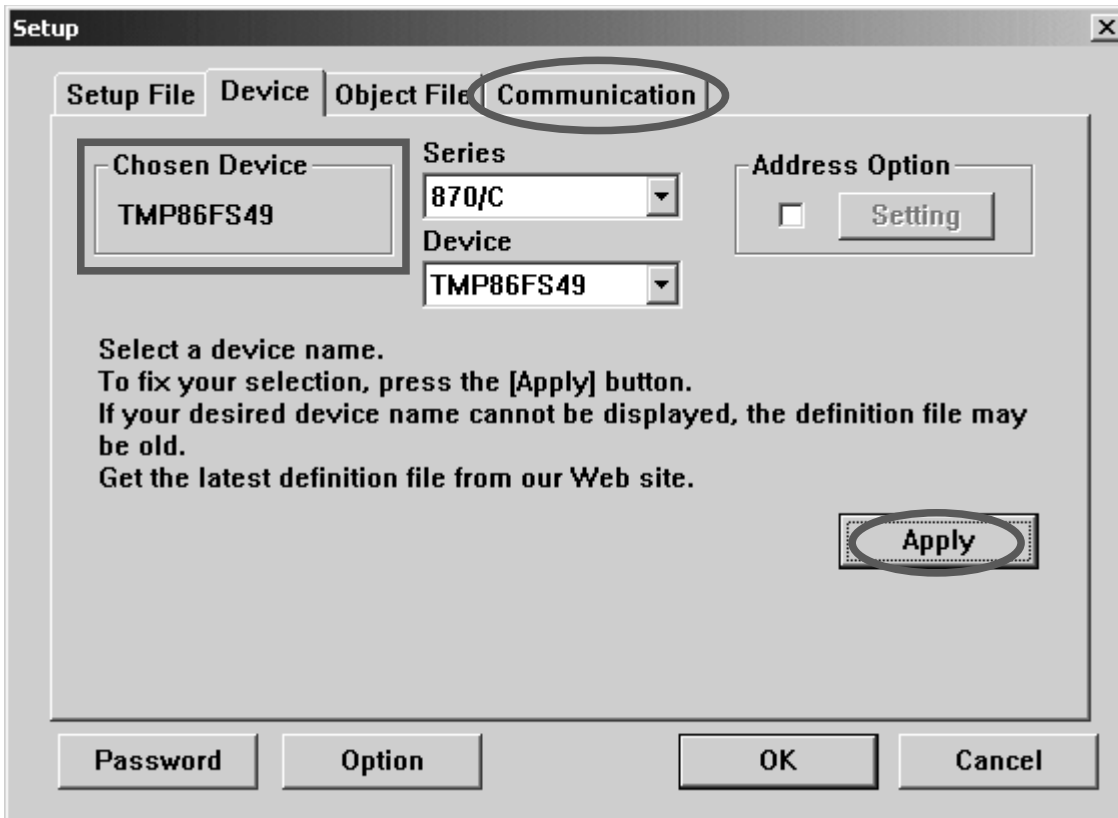 Setup
Setup File Device Object File Communication
Chosen Device
TMP86FS49
Series
870/C
Device
TMP86FS49
Address Option
Setting
Select a device name.
To fix your selection, press the [Apply] button.
If your desired device name cannot be displayed, the definition file may
be old.
Get the latest definition file from our Web site.
Apply
Password Option OK Cancel